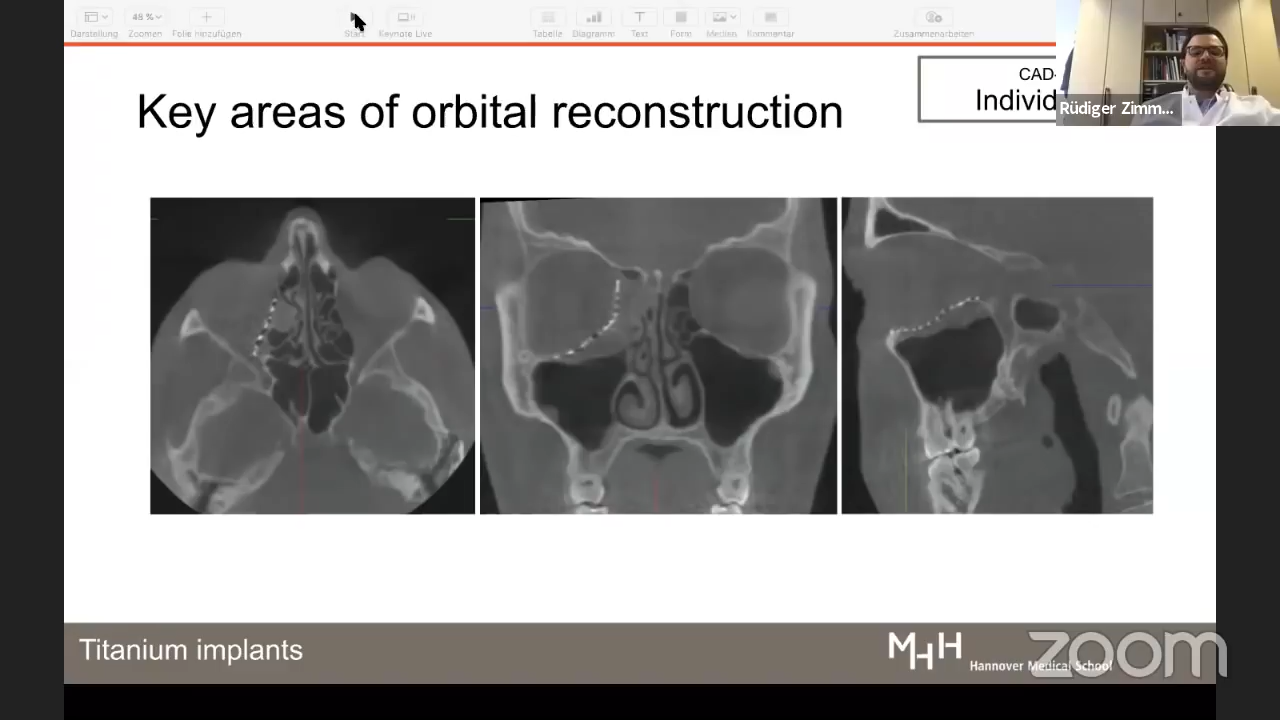 48 %
Darstellung
Zoomen
Folie hinzufügen
Start
Keynote Live
Tabelle
Diagramm
Text
Form
Medien
Kommentar
Zusammenarbeiten
Key areas of orbital reconstruction
CAD-
Individ
Rüdiger Zimm...
Titanium implants
MHH
Hannover Medical School
zoom